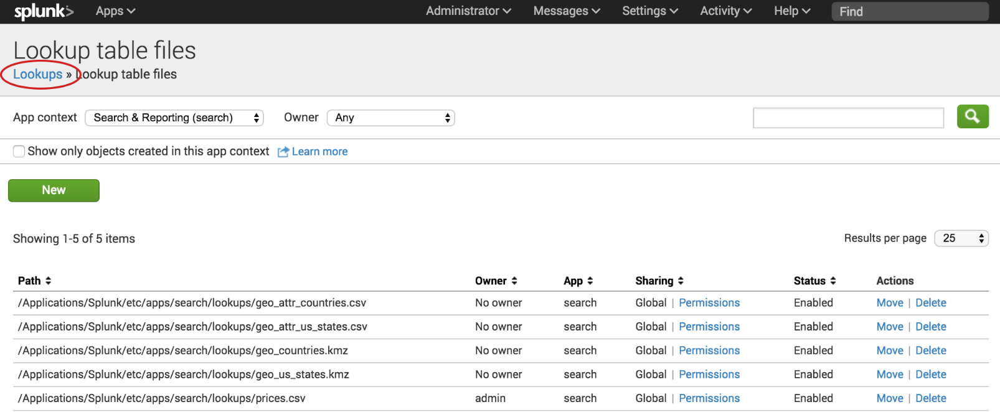 splunk> Apps Administrator Messages Settings Activity Help Find
Lookup table files
Lookups » Lookup table files
App context Search & Reporting (search) Owner Any
Show only objects created in this app context Learn more
New
Showing 1-5 of 5 items Results per page 25
Path Owner App Sharing Status Actions
/Applications/Splunk/etc/apps/search/lookups/geo_attr_countries.csv No owner search Global | Permissions Enabled Move | Delete
/Applications/Splunk/etc/apps/search/lookups/geo_attr_us_states.csv No owner search Global | Permissions Enabled Move | Delete
/Applications/Splunk/etc/apps/search/lookups/geo_countries.kmz No owner search Global | Permissions Enabled Move | Delete
/Applications/Splunk/etc/apps/search/lookups/geo_us_states.kmz No owner search Global | Permissions Enabled Move | Delete
/Applications/Splunk/etc/apps/search/lookups/prices.csv admin search Global | Permissions Enabled Move | Delete